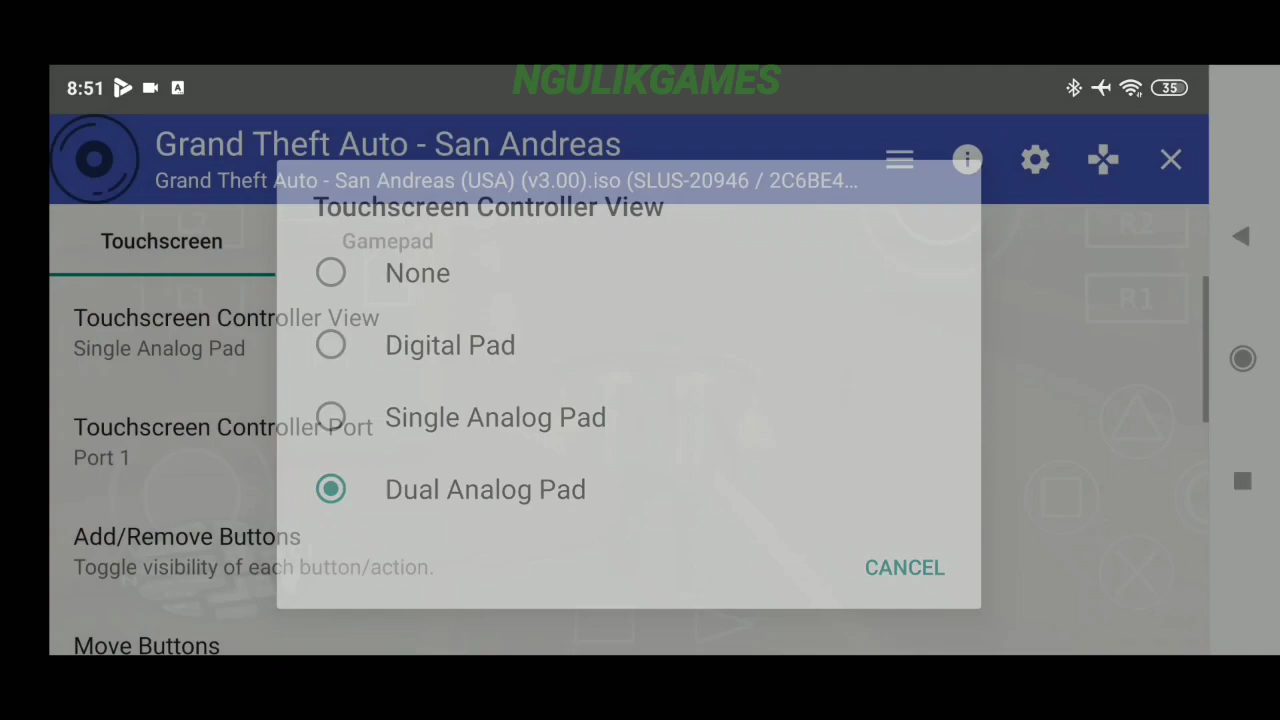 NGULIKGAMES
8:51
35
Grand Theft Auto - San Andreas
Grand Theft Auto - San Andreas (USA) (v3.00).iso (SLUS-20946 / 2C6BE4...
Touchscreen
Gamepad
Touchscreen Controller View
None
Digital Pad
Single Analog Pad
Dual Analog Pad
CANCEL
Touchscreen Controller View
Single Analog Pad
Touchscreen Controller Port
Port 1
Add/Remove Buttons
Toggle visibility of each button/action.
Move Buttons
R2
R1